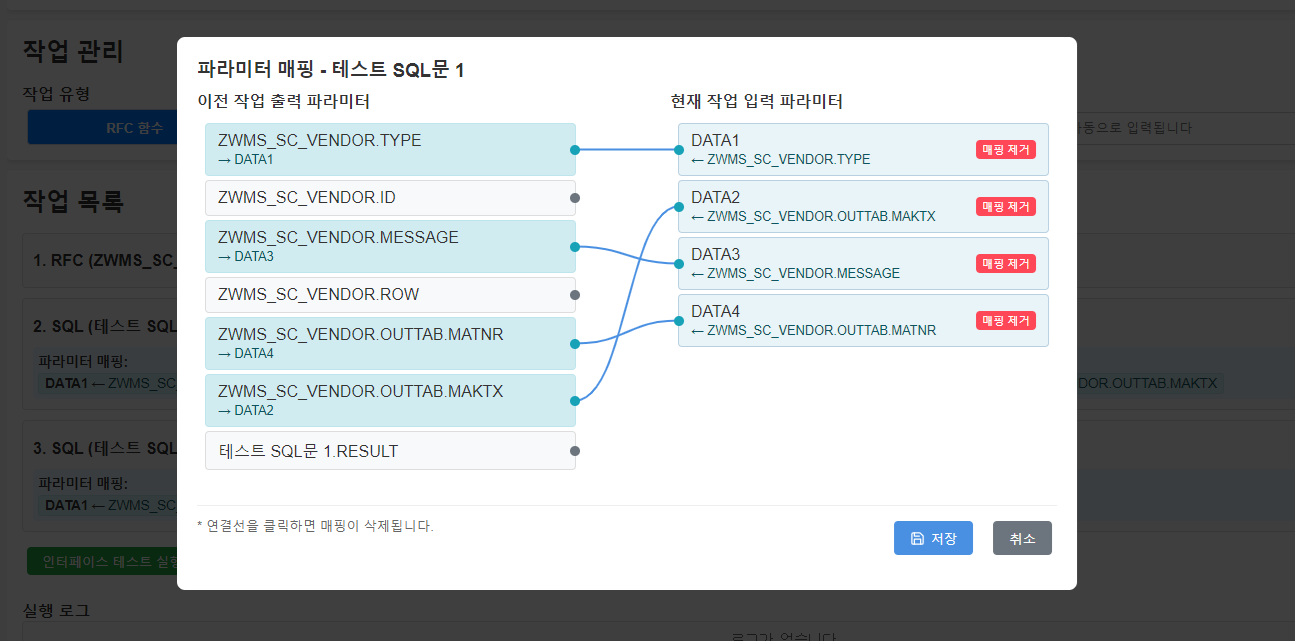 작업 관리
작업 유형
RFC 함수
동으로 입력됩니다
작업 목록
1. RFC (ZWMS_SC_
2. SQL (테스트 SQL
파라미터 매핑:
DATA1 ← ZWMS_SC_
DOR.OUTTAB.MAKTX
3. SQL (테스트 SQL
파라미터 매핑:
DATA1 ← ZWMS_SC_
인터페이스 테스트 실행
실행 로그
로그가 없습니다
파라미터 매핑 - 테스트 SQL문 1
이전 작업 출력 파라미터
ZWMS_SC_VENDOR.TYPE
→ DATA1
ZWMS_SC_VENDOR.ID
ZWMS_SC_VENDOR.MESSAGE
→ DATA3
ZWMS_SC_VENDOR.ROW
ZWMS_SC_VENDOR.OUTTAB.MATNR
→ DATA4
ZWMS_SC_VENDOR.OUTTAB.MAKTX
→ DATA2
테스트 SQL문 1.RESULT
현재 작업 입력 파라미터
DATA1
← ZWMS_SC_VENDOR.TYPE
매핑 제거
DATA2
← ZWMS_SC_VENDOR.OUTTAB.MAKTX
매핑 제거
DATA3
← ZWMS_SC_VENDOR.MESSAGE
매핑 제거
DATA4
← ZWMS_SC_VENDOR.OUTTAB.MATNR
매핑 제거
* 연결선을 클릭하면 매핑이 삭제됩니다.
저장
취소